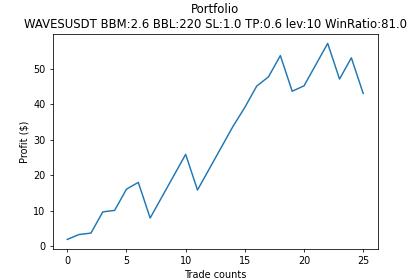 Portfolio
WAVESUSDT BBM:2.6 BBL:220 SL:1.0 TP:0.6 lev:10 WinRatio:81.0
Profit ($)
50
40
30
20
10
0
0 5 10 15 20 25
Trade counts